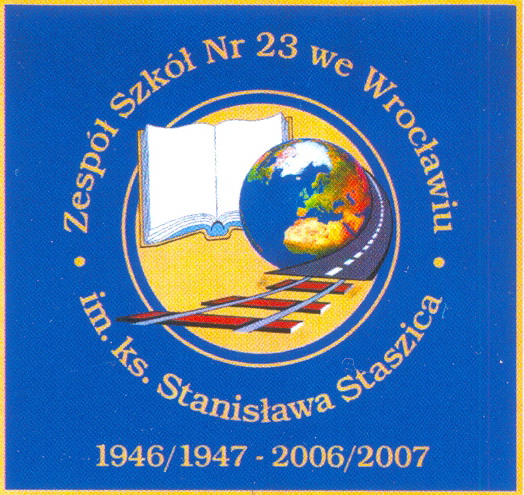 Zespół Szkół Nr 23 we Wrocławiu
im. ks. Stanisława Staszica
1946/1947 - 2006/2007